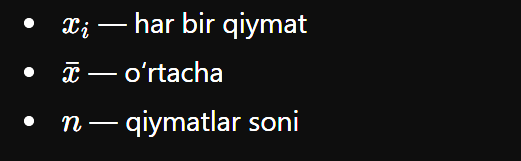 • xᵢ — har bir qiymat
• x̄ — oʻrtacha
• n — qiymatlar soni